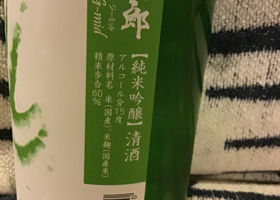 郎
G-mid
【純米吟醸】清酒
アルコール分15度
原材料名 米(国産)、米麹(国産米)
精米歩合60%